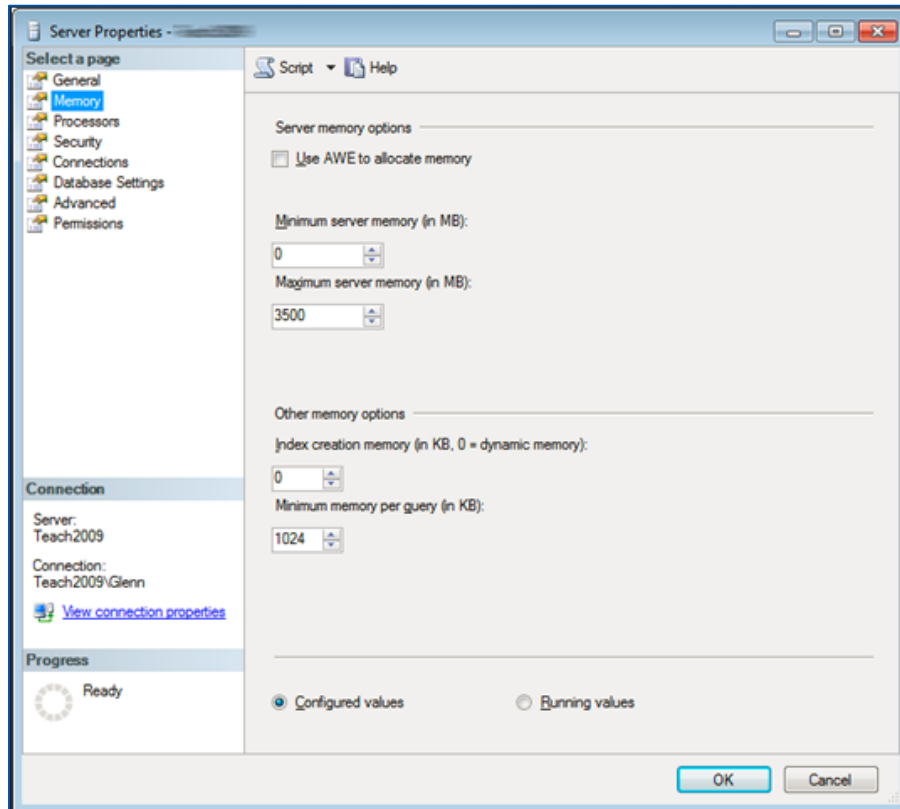 Server Properties -
Select a page
General
Memory
Processors
Security
Connections
Database Settings
Advanced
Permissions
Script
Help
Server memory options
Use AWE to allocate memory
Minimum server memory (in MB):
0
Maximum server memory (in MB):
3500
Other memory options
Index creation memory (in KB, 0 = dynamic memory):
0
Minimum memory per query (in KB):
1024
Connection
Server:
Teach2009
Connection:
Teach2009\Glenn
View connection properties
Progress
Ready
Configured values
Running values
OK
Cancel